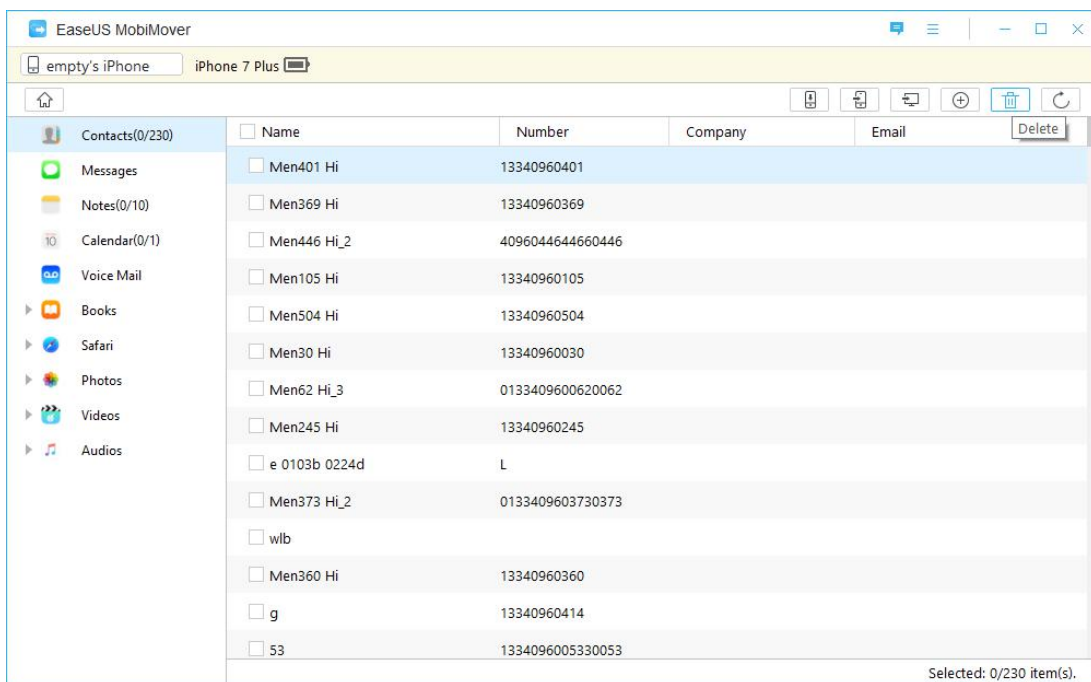 EaseUS MobiMover
empty's iPhone iPhone 7 Plus
Delete
Contacts(0/230)
Messages
Notes(0/10)
10 Calendar(0/1)
Voice Mail
Books
Safari
Photos
Videos
Audios
Name Number Company Email
Men401 Hi 13340960401
Men369 Hi 13340960369
Men446 Hi_2 4096044644660446
Men105 Hi 13340960105
Men504 Hi 13340960504
Men30 Hi 13340960030
Men62 Hi_3 0133409600620062
Men245 Hi 13340960245
e 0103b 0224d L
Men373 Hi_2 0133409603730373
wlb
Men360 Hi 13340960360
g 13340960414
53 1334096005330053
Selected: 0/230 item(s).